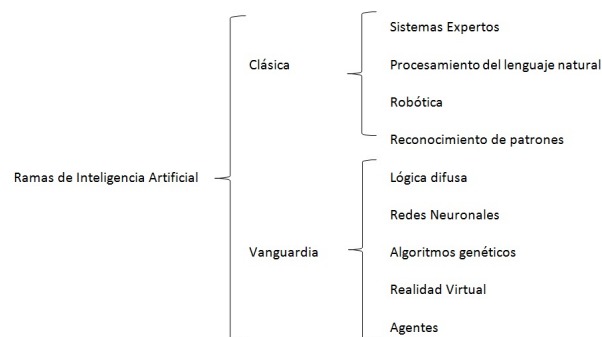 Sistemas Expertos
Clásica
Procesamiento del lenguaje natural
Robótica
Reconocimiento de patrones
Ramas de Inteligencia Artificial
Lógica difusa
Redes Neuronales
Vanguardia
Algoritmos genéticos
Realidad Virtual
Agentes